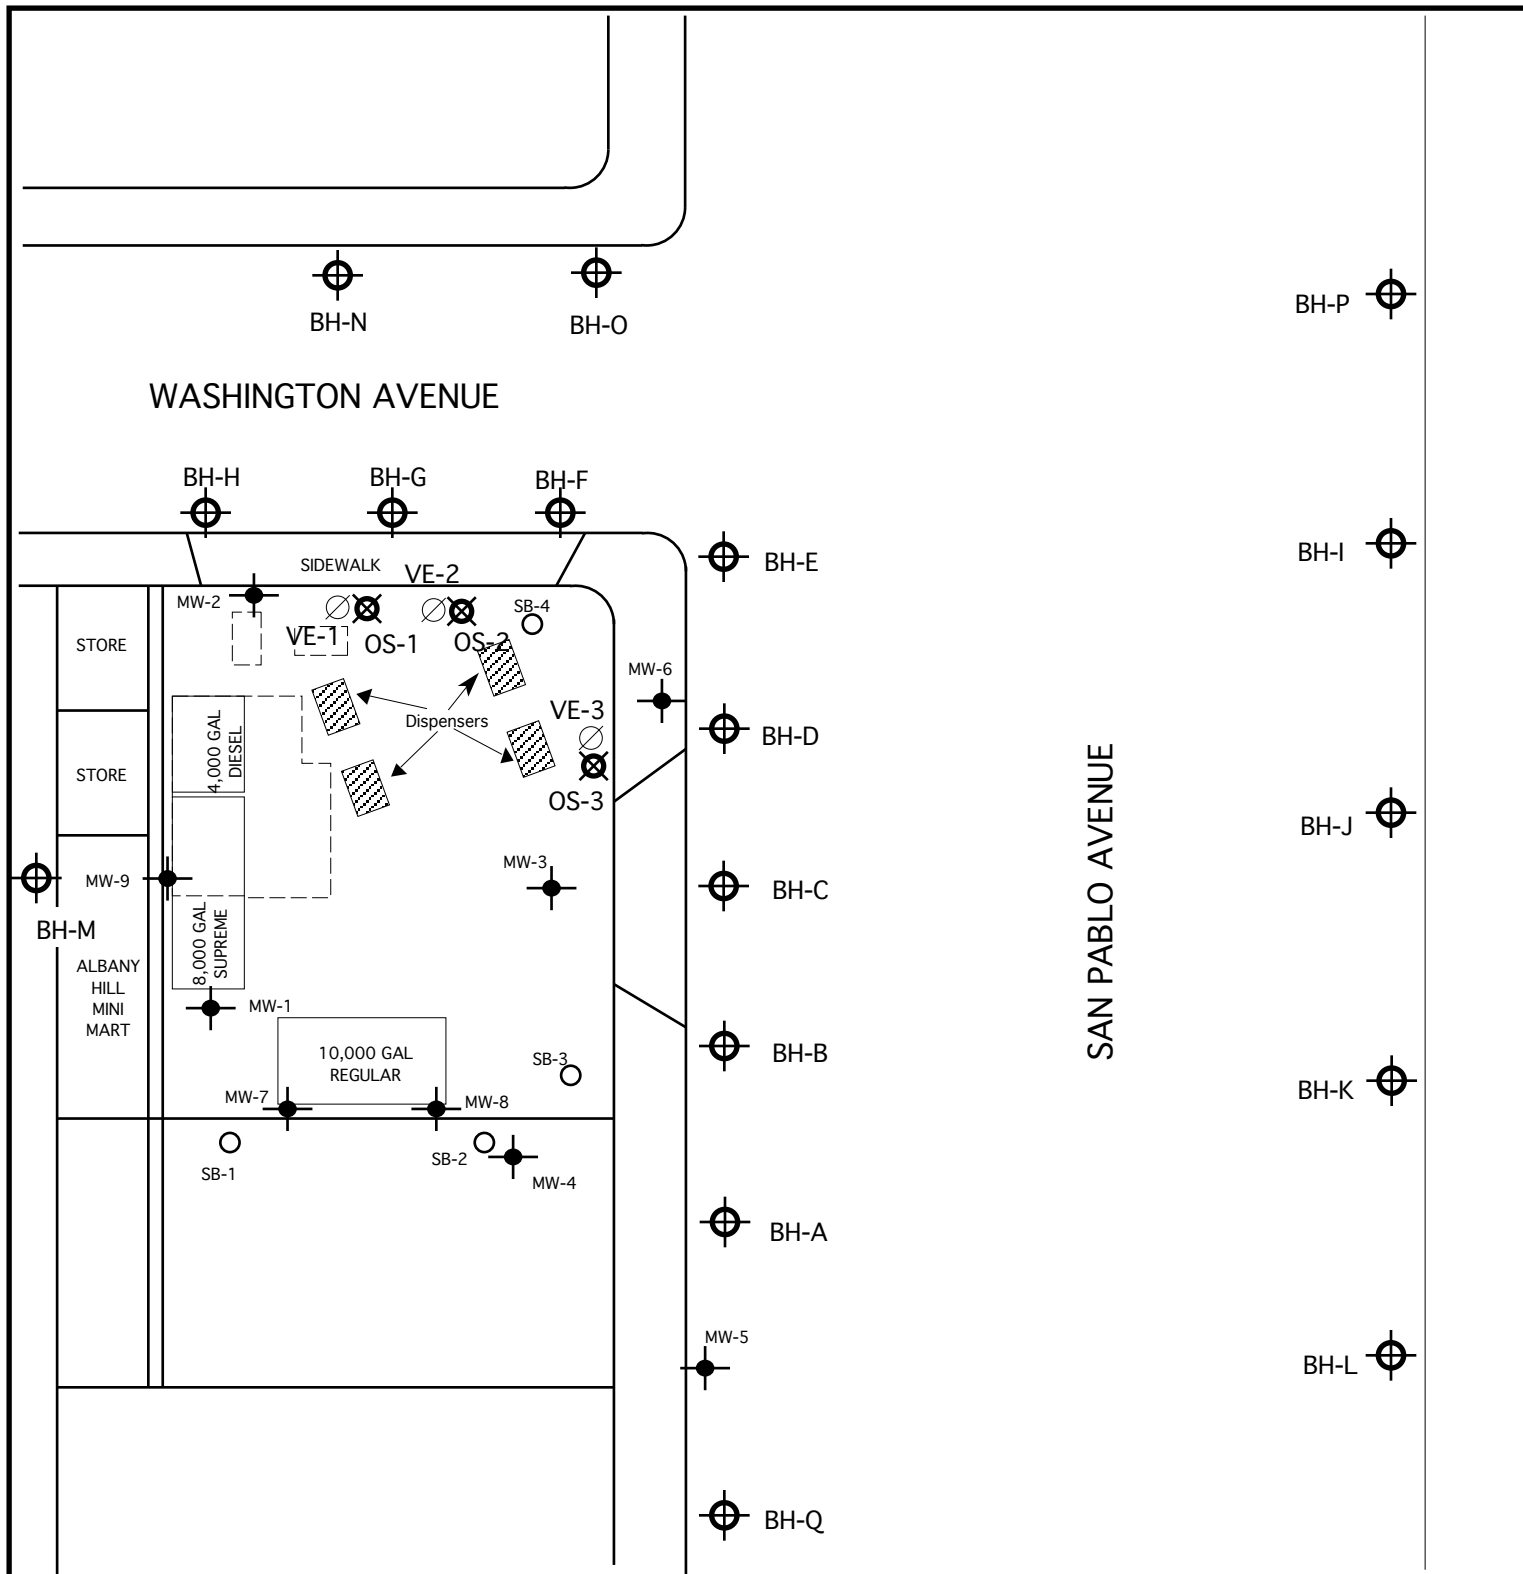 BH-P
BH-N
BH-O
WASHINGTON AVENUE
BH-H
BH-G
BH-F
BH-E
BH-I
SIDEWALK
VE-2
MW-2
SB-4
VE-1
OS-1
OS-2
STORE
MW-6
VE-3
Dispensers
BH-D
4,000 GAL
DIESEL
STORE
OS-3
BH-J
SAN PABLO AVENUE
MW-3
MW-9
BH-C
BH-M
8,000 GAL
SUPREME
ALBANY
HILL
MINI
MART
MW-1
10,000 GAL
REGULAR
SB-3
BH-B
BH-K
MW-7
MW-8
SB-1
SB-2
MW-4
BH-A
MW-5
BH-L
BH-Q